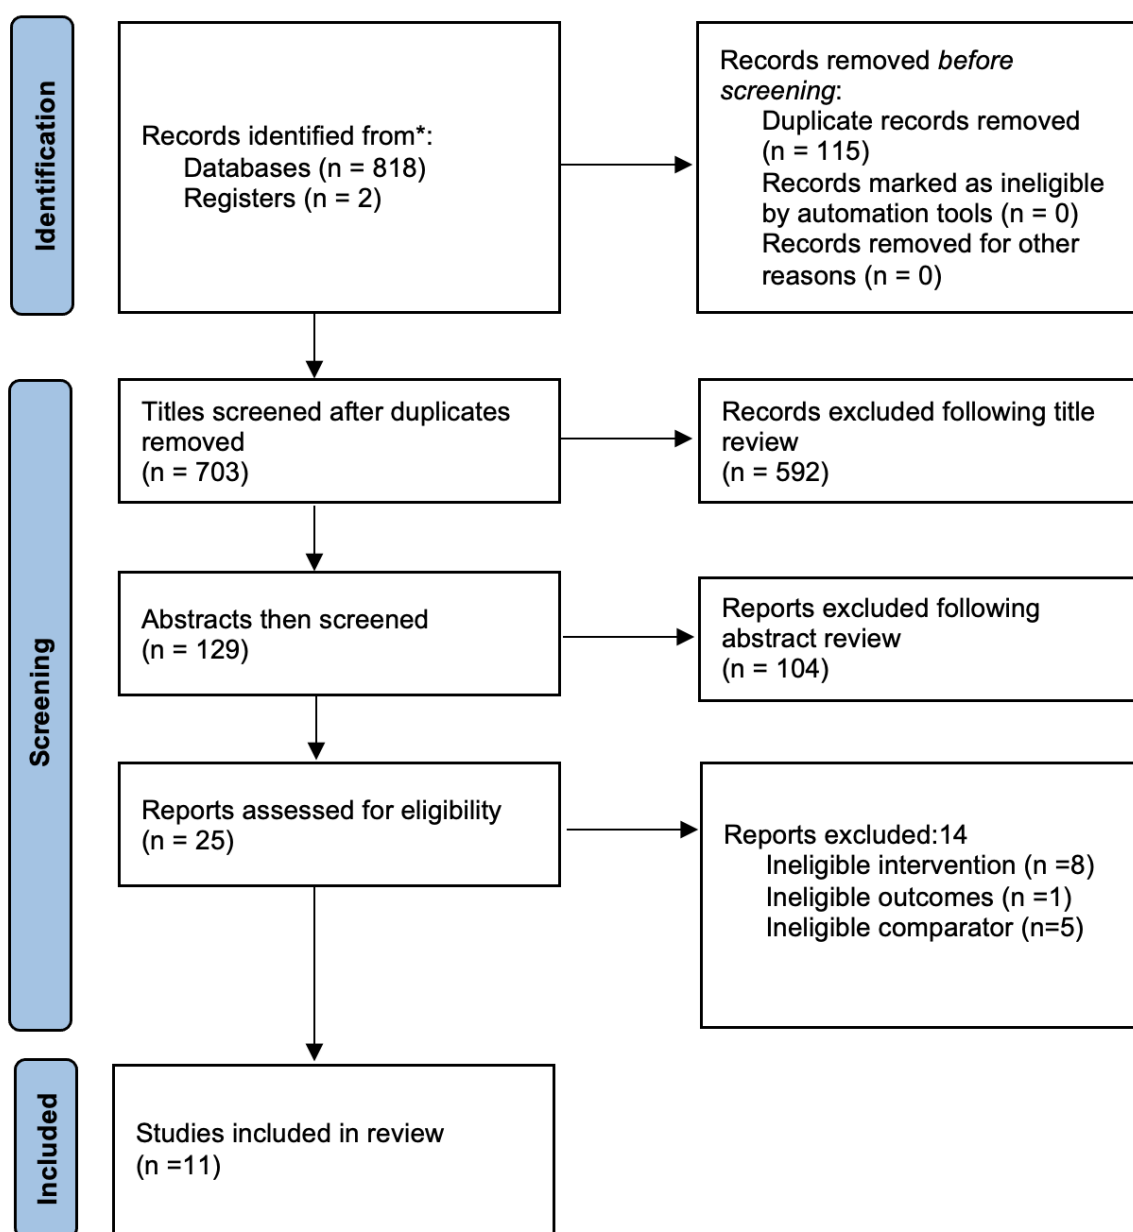 Identification
Records identified from*:
Databases (n = 818)
Registers (n = 2)
Records removed before
screening:
Duplicate records removed
(n = 115)
Records marked as ineligible
by automation tools (n = 0)
Records removed for other
reasons (n = 0)
Screening
Titles screened after duplicates
removed
(n = 703)
Records excluded following title
review
(n = 592)
Abstracts then screened
(n = 129)
Reports excluded following
abstract review
(n = 104)
Reports assessed for eligibility
(n = 25)
Reports excluded:14
Ineligible intervention (n =8)
Ineligible outcomes (n =1)
Ineligible comparator (n=5)
Included
Studies included in review
(n =11)